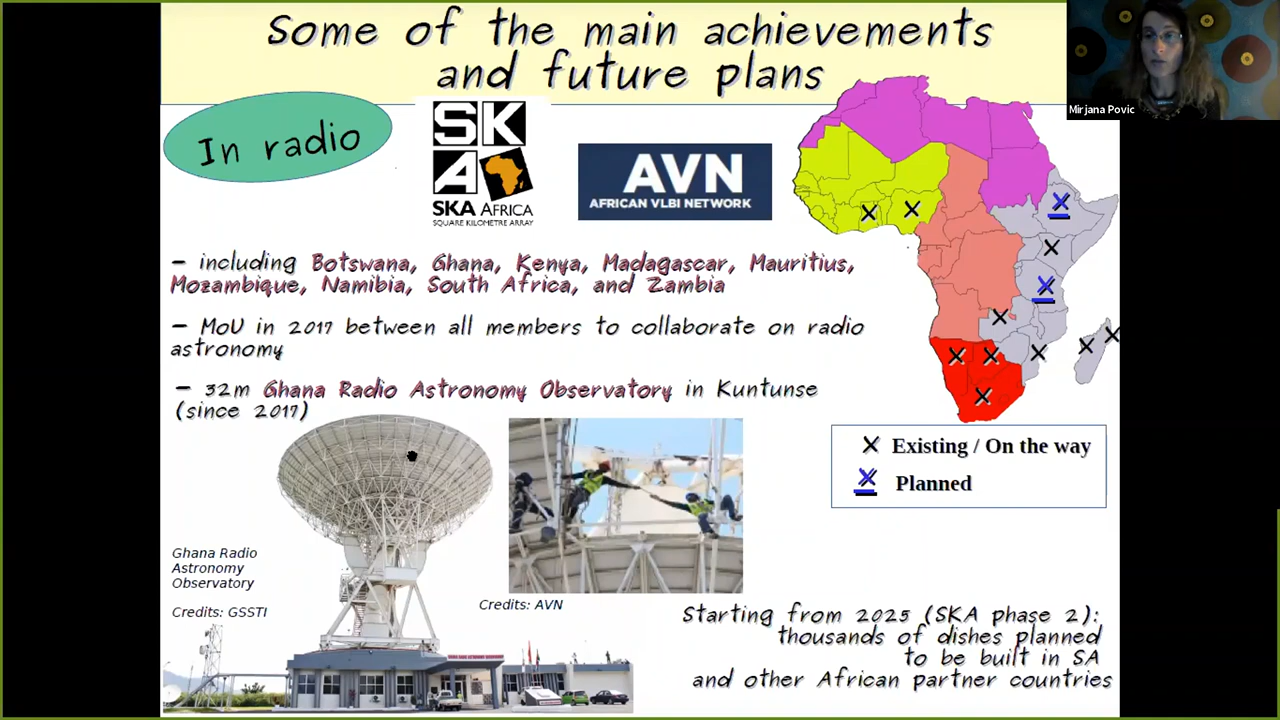 Some of the main achievements
and future plans
Mirjana Povic
In radio
SKA
SKA AFRICA
SQUARE KILOMETRE ARRAY
AVN
AFRICAN VLBI NETWORK
– including Botswana, Ghana, Kenya, Madagascar, Mauritius,
Mozambique, Namibia, South Africa, and Zambia
– MoU in 2017 between all members to collaborate on radio
astronomy
– 32m Ghana Radio Astronomy Observatory in Kuntunse
(since 2017)
X Existing / On the way
X Planned
Ghana Radio
Astronomy
Observatory
Credits: GSSTI
Credits: AVN
Starting from 2025 (SKA phase 2):
thousands of dishes planned
to be built in SA
and other African partner countries